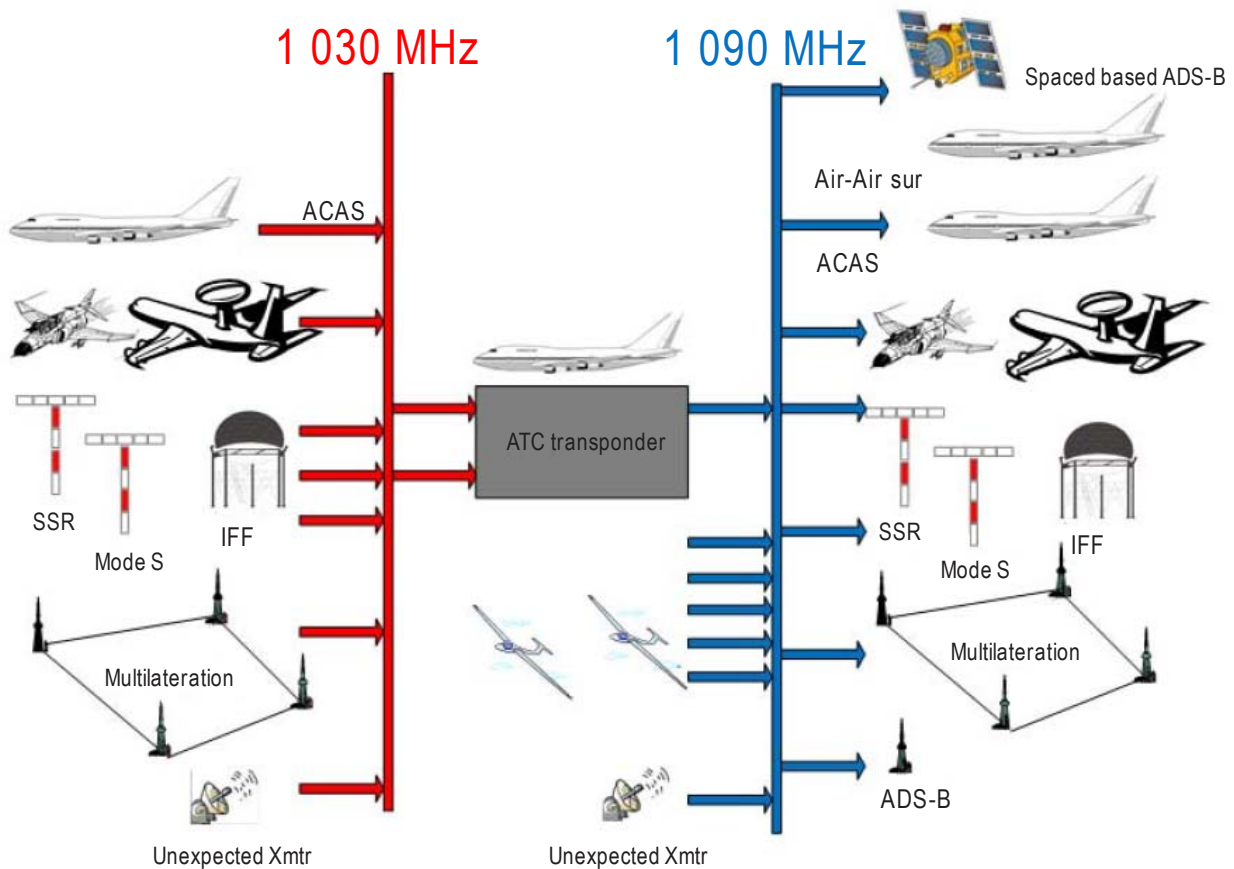 1 030 MHz
1 090 MHz
Spaced based ADS-B
Air-Air sur
ACAS
ACAS
ATC transponder
SSR
Mode S
IFF
SSR
Mode S
IFF
Multilateration
Multilateration
ADS-B
Unexpected Xmtr
Unexpected Xmtr